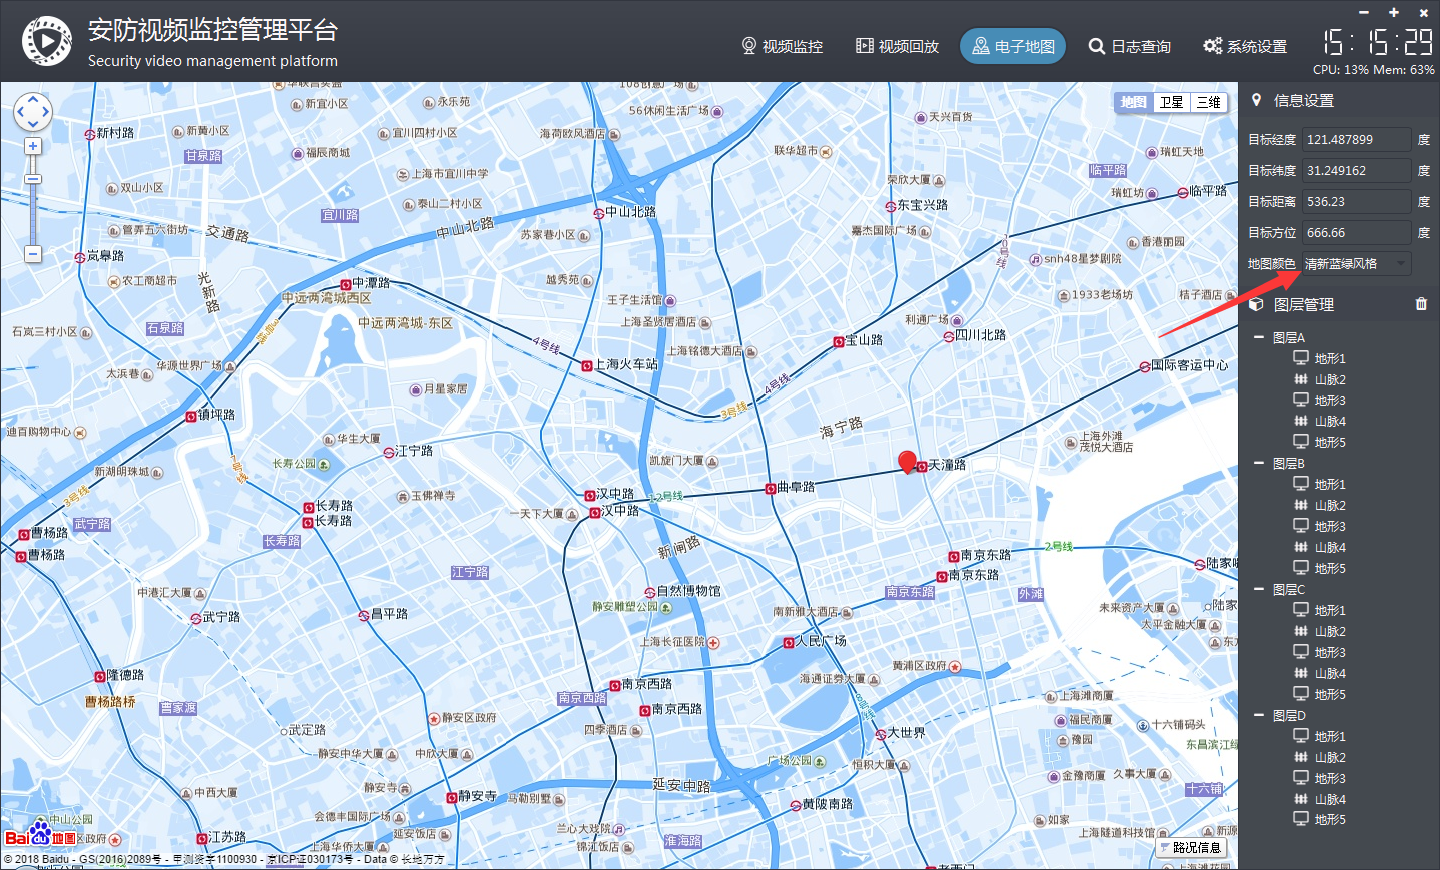 安防视频监控管理平台
Security video management platform
视频监控
视频回放
电子地图
日志查询
系统设置
15:15:29
CPU: 13% Mem: 63%
地图
卫星
三维
信息设置
目标经度 121.487899 度
目标纬度 31.249162 度
目标距离 536.23 度
目标方位 666.66 度
地图颜色 清新蓝绿风格
图层管理
图层A
地形1
山脉2
地形3
山脉4
地形5
图层B
地形1
山脉2
地形3
山脉4
地形5
图层C
地形1
山脉2
地形3
山脉4
地形5
图层D
地形1
山脉2
地形3
山脉4
地形5
新宜小区
永乐苑
56休闲生活广场
天兴百货
新村路
新黄小区
宜川四村小区
海荷欧风酒店
甘泉路
福辰商城
联华超市
瑞虹天地
上海市宜川中学
临平路
双山小区
荣欣大厦
瑞虹坊
临平路
宜川路
泰山二村小区
中山北路
东宝兴路
管弄五六街坊
交通路
中山北路
苏家巷小区
嘉杰国际广场
香港丽园
岚皋路
snh48星梦剧院
农工商超市
光新路
中潭路
越秀苑
中远两湾城西区
王子生活馆
1933老场坊
桔子酒店
石岚三村小区
石泉路
3号线
中远两湾城-东区
上海圣贤居酒店
利通广场
4号线
宝山路
四川北路
华源世界广场
上海火车站
上海铭德大酒店
太浜巷
月星家居
4号线
国际客运中心
镇坪路
3号线
海宁路
迪百购物中心
华生大厦
江宁路
上海外滩
茂悦大酒店
新湖明珠城
7号线
长寿公园
凯旋门大厦
天潼路
3号线
玉佛禅寺
汉中路
12号线
曲阜路
长寿路
长寿路
一天下大厦
汉中路
武宁路
曹杨路
长寿路
新闸路
2号线
曹杨路
南京东路
江宁路
南京东路
中港汇大厦
自然博物馆
南京东路
外滩
静安雕塑公园
南新雅大酒店
未来资产大厦
武宁路
昌平路
太平金融大厦
上海长征医院
人民广场
黄浦区政府
隆德路
南京西路
海通证券大厦
曹杨路桥
南京西路
上海滩商厦
曹家渡
静安区政府
南京西路
8号线
福民商厦
十六铺码头
武定路
四季酒店
大世界
豫园
静安中华大厦
中欣大厦
广场公园
恒积大厦
金豫商厦
久事大厦
静安寺
延安中路
十六铺
中西大厦
静安寺
马勒别墅
黄陂南路
中山公园
会德丰国际广场
如家
兰心大戏院
上海隧道科技馆
江苏路
延安饭店
锦江饭店
淮海路
上海华侨大厦
Baidu地图
路况信息
© 2018 Baidu - GS(2016)2089号 - 甲测资字1100930 - 京ICP证030173号 - Data © 长地万方